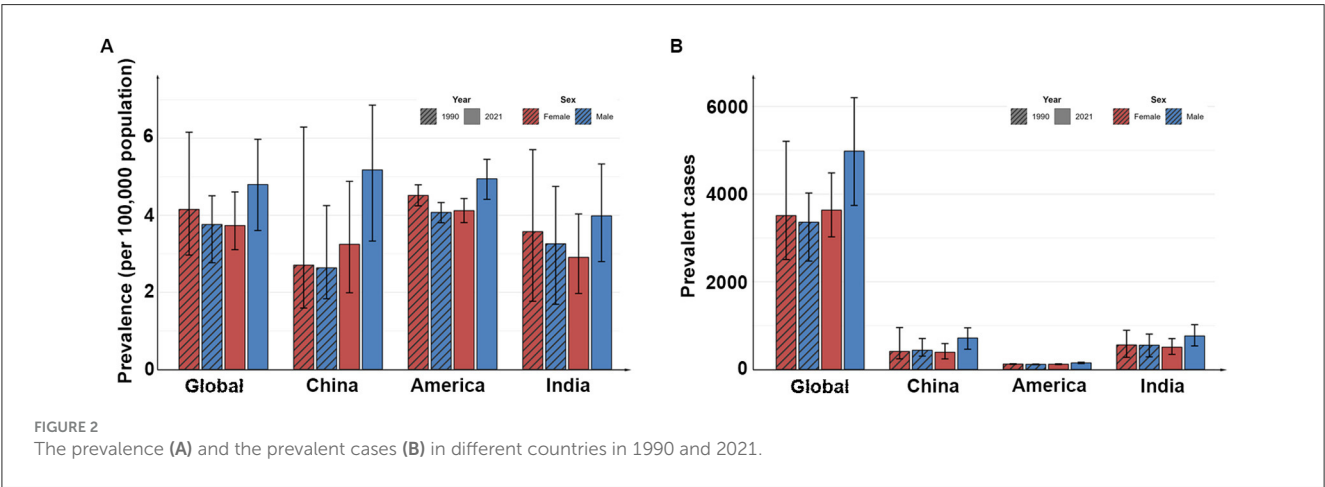 A
Prevalence (per 100,000 population)
6
4
2
0
Year
1990 2021
Sex
Female Male
Global China America India
B
Prevalent cases
6000
4000
2000
0
Year
1990 2021
Sex
Female Male
Global China America India
FIGURE 2
The prevalence (A) and the prevalent cases (B) in different countries in 1990 and 2021.